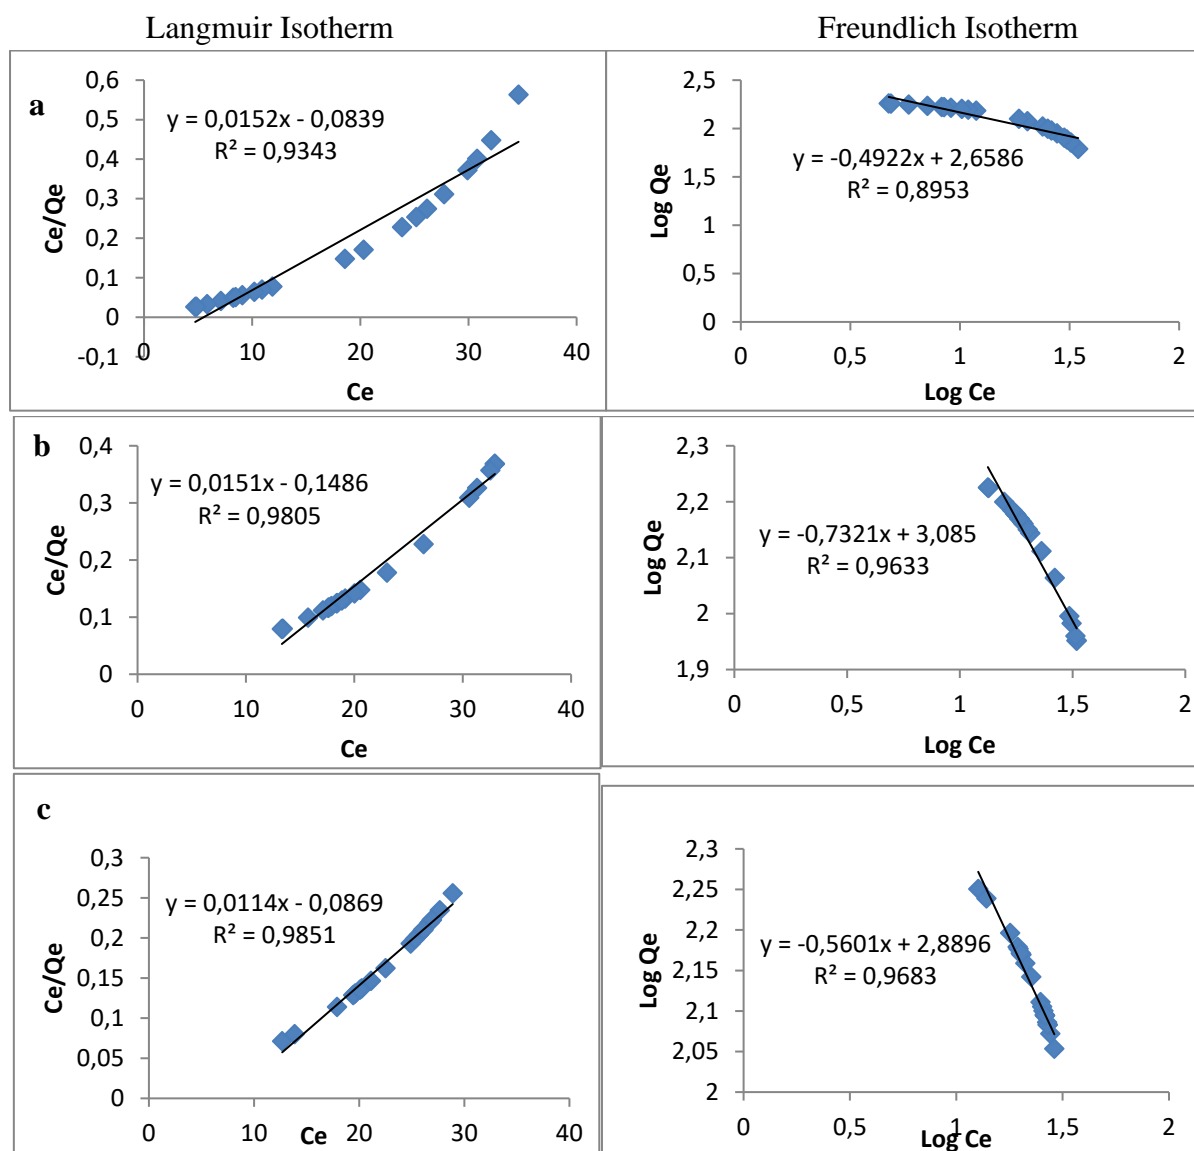 Langmuir Isotherm
Freundlich Isotherm
a
0,6
0,5
0,4
0,3
0,2
0,1
0
-0,1
Ce/Qe
y = 0,0152x - 0,0839
R² = 0,9343
0 10 20 30 40
Ce
2,5
2
1,5
1
0,5
0
Log Qe
y = -0,4922x + 2,6586
R² = 0,8953
0 0,5 1 1,5 2
Log Ce
b
0,4
0,3
0,2
0,1
0
Ce/Qe
y = 0,0151x - 0,1486
R² = 0,9805
0 10 20 30 40
Ce
2,3
2,2
2,1
2
1,9
Log Qe
y = -0,7321x + 3,085
R² = 0,9633
0 0,5 1 1,5 2
Log Ce
c
0,3
0,25
0,2
0,15
0,1
0,05
0
Ce/Qe
y = 0,0114x - 0,0869
R² = 0,9851
0 10 20 30 40
Ce
2,3
2,25
2,2
2,15
2,1
2,05
2
Log Qe
y = -0,5601x + 2,8896
R² = 0,9683
0 0,5 1 1,5 2
Log Ce